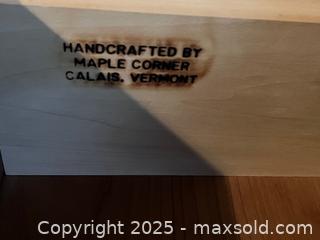 HANDCRAFTED BY
MAPLE CORNER
CALAIS, VERMONT
Copyright 2025 - maxsold.com